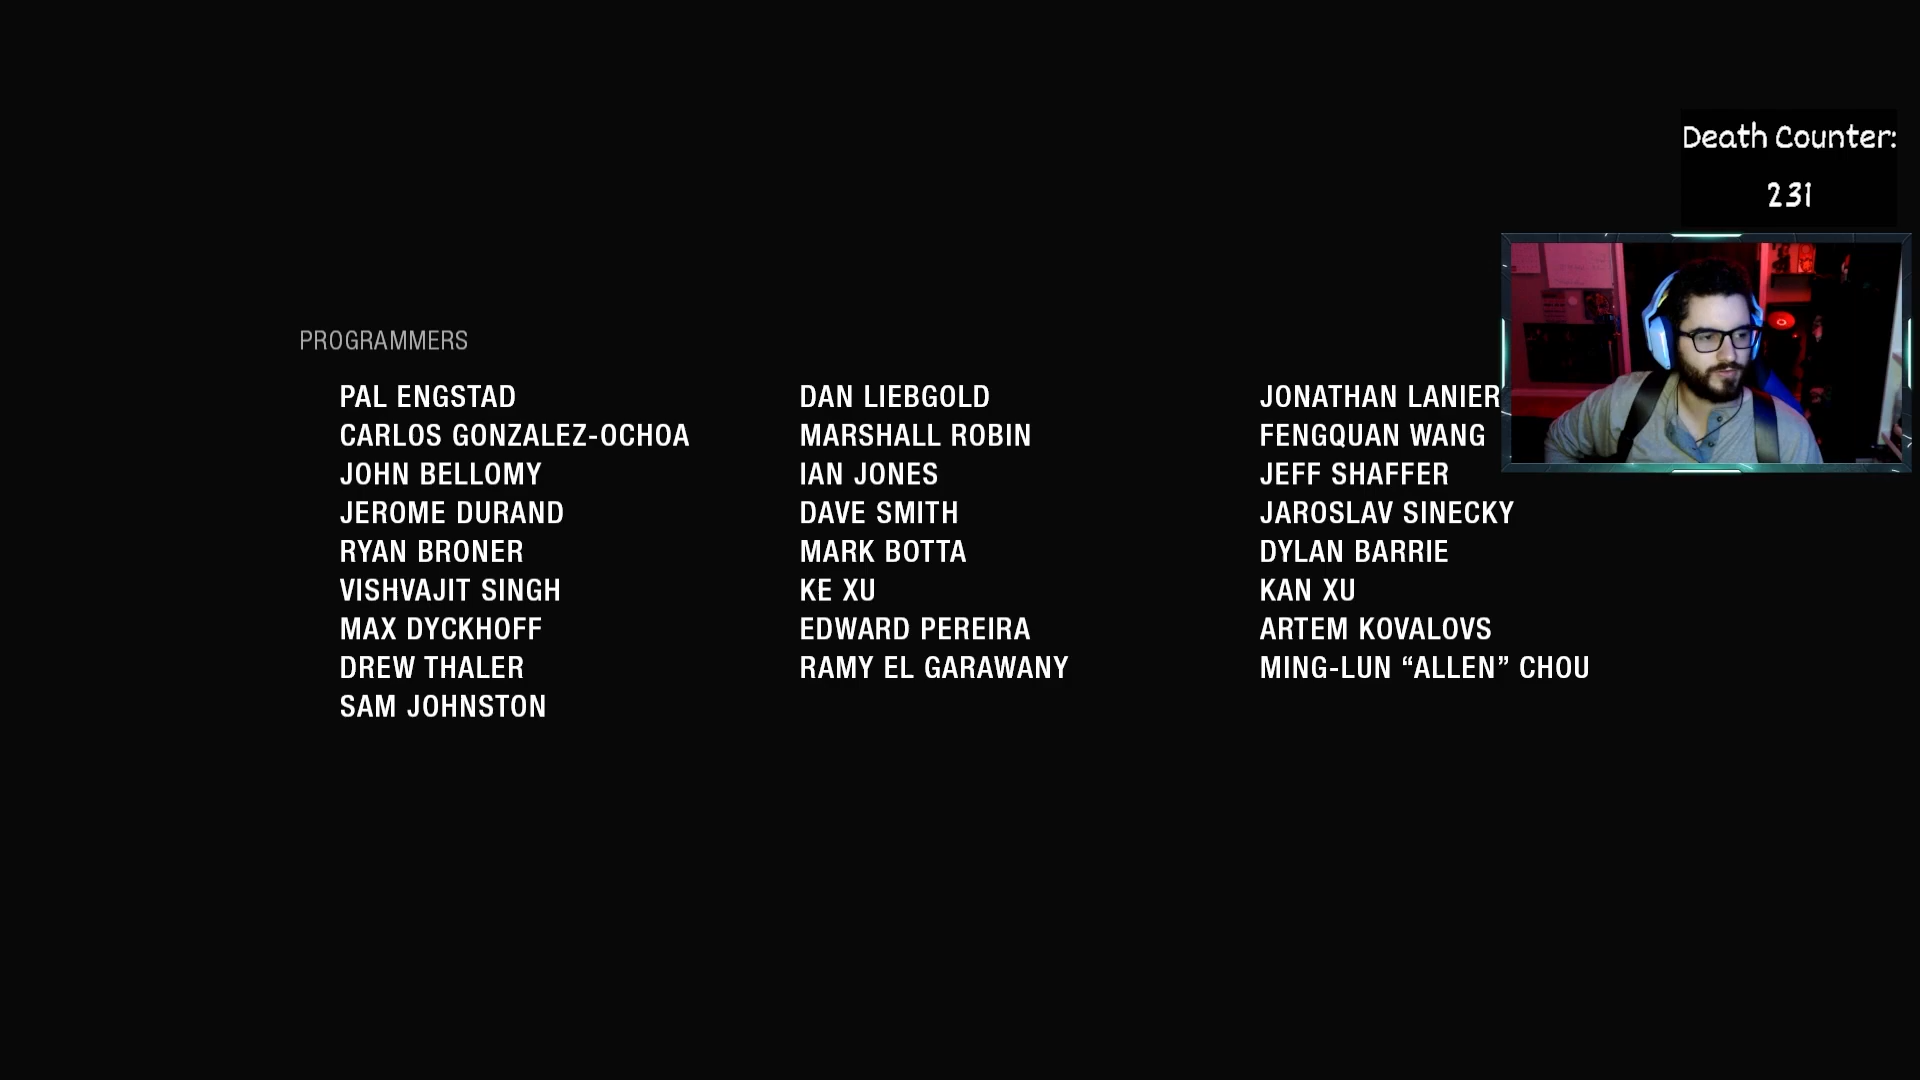 Death Counter:
231
PROGRAMMERS
PAL ENGSTAD
CARLOS GONZALEZ-OCHOA
JOHN BELLOMY
JEROME DURAND
RYAN BRONER
VISHVAJIT SINGH
MAX DYCKHOFF
DREW THALER
SAM JOHNSTON
DAN LIEBGOLD
MARSHALL ROBIN
IAN JONES
DAVE SMITH
MARK BOTTA
KE XU
EDWARD PEREIRA
RAMY EL GARAWANY
JONATHAN LANIER
FENGQUAN WANG
JEFF SHAFFER
JAROSLAV SINECKY
DYLAN BARRIE
KAN XU
ARTEM KOVALOVS
MING-LUN “ALLEN” CHOU